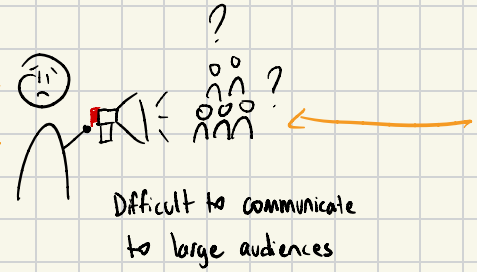 ?
?
Difficult to communicate
to large audiences